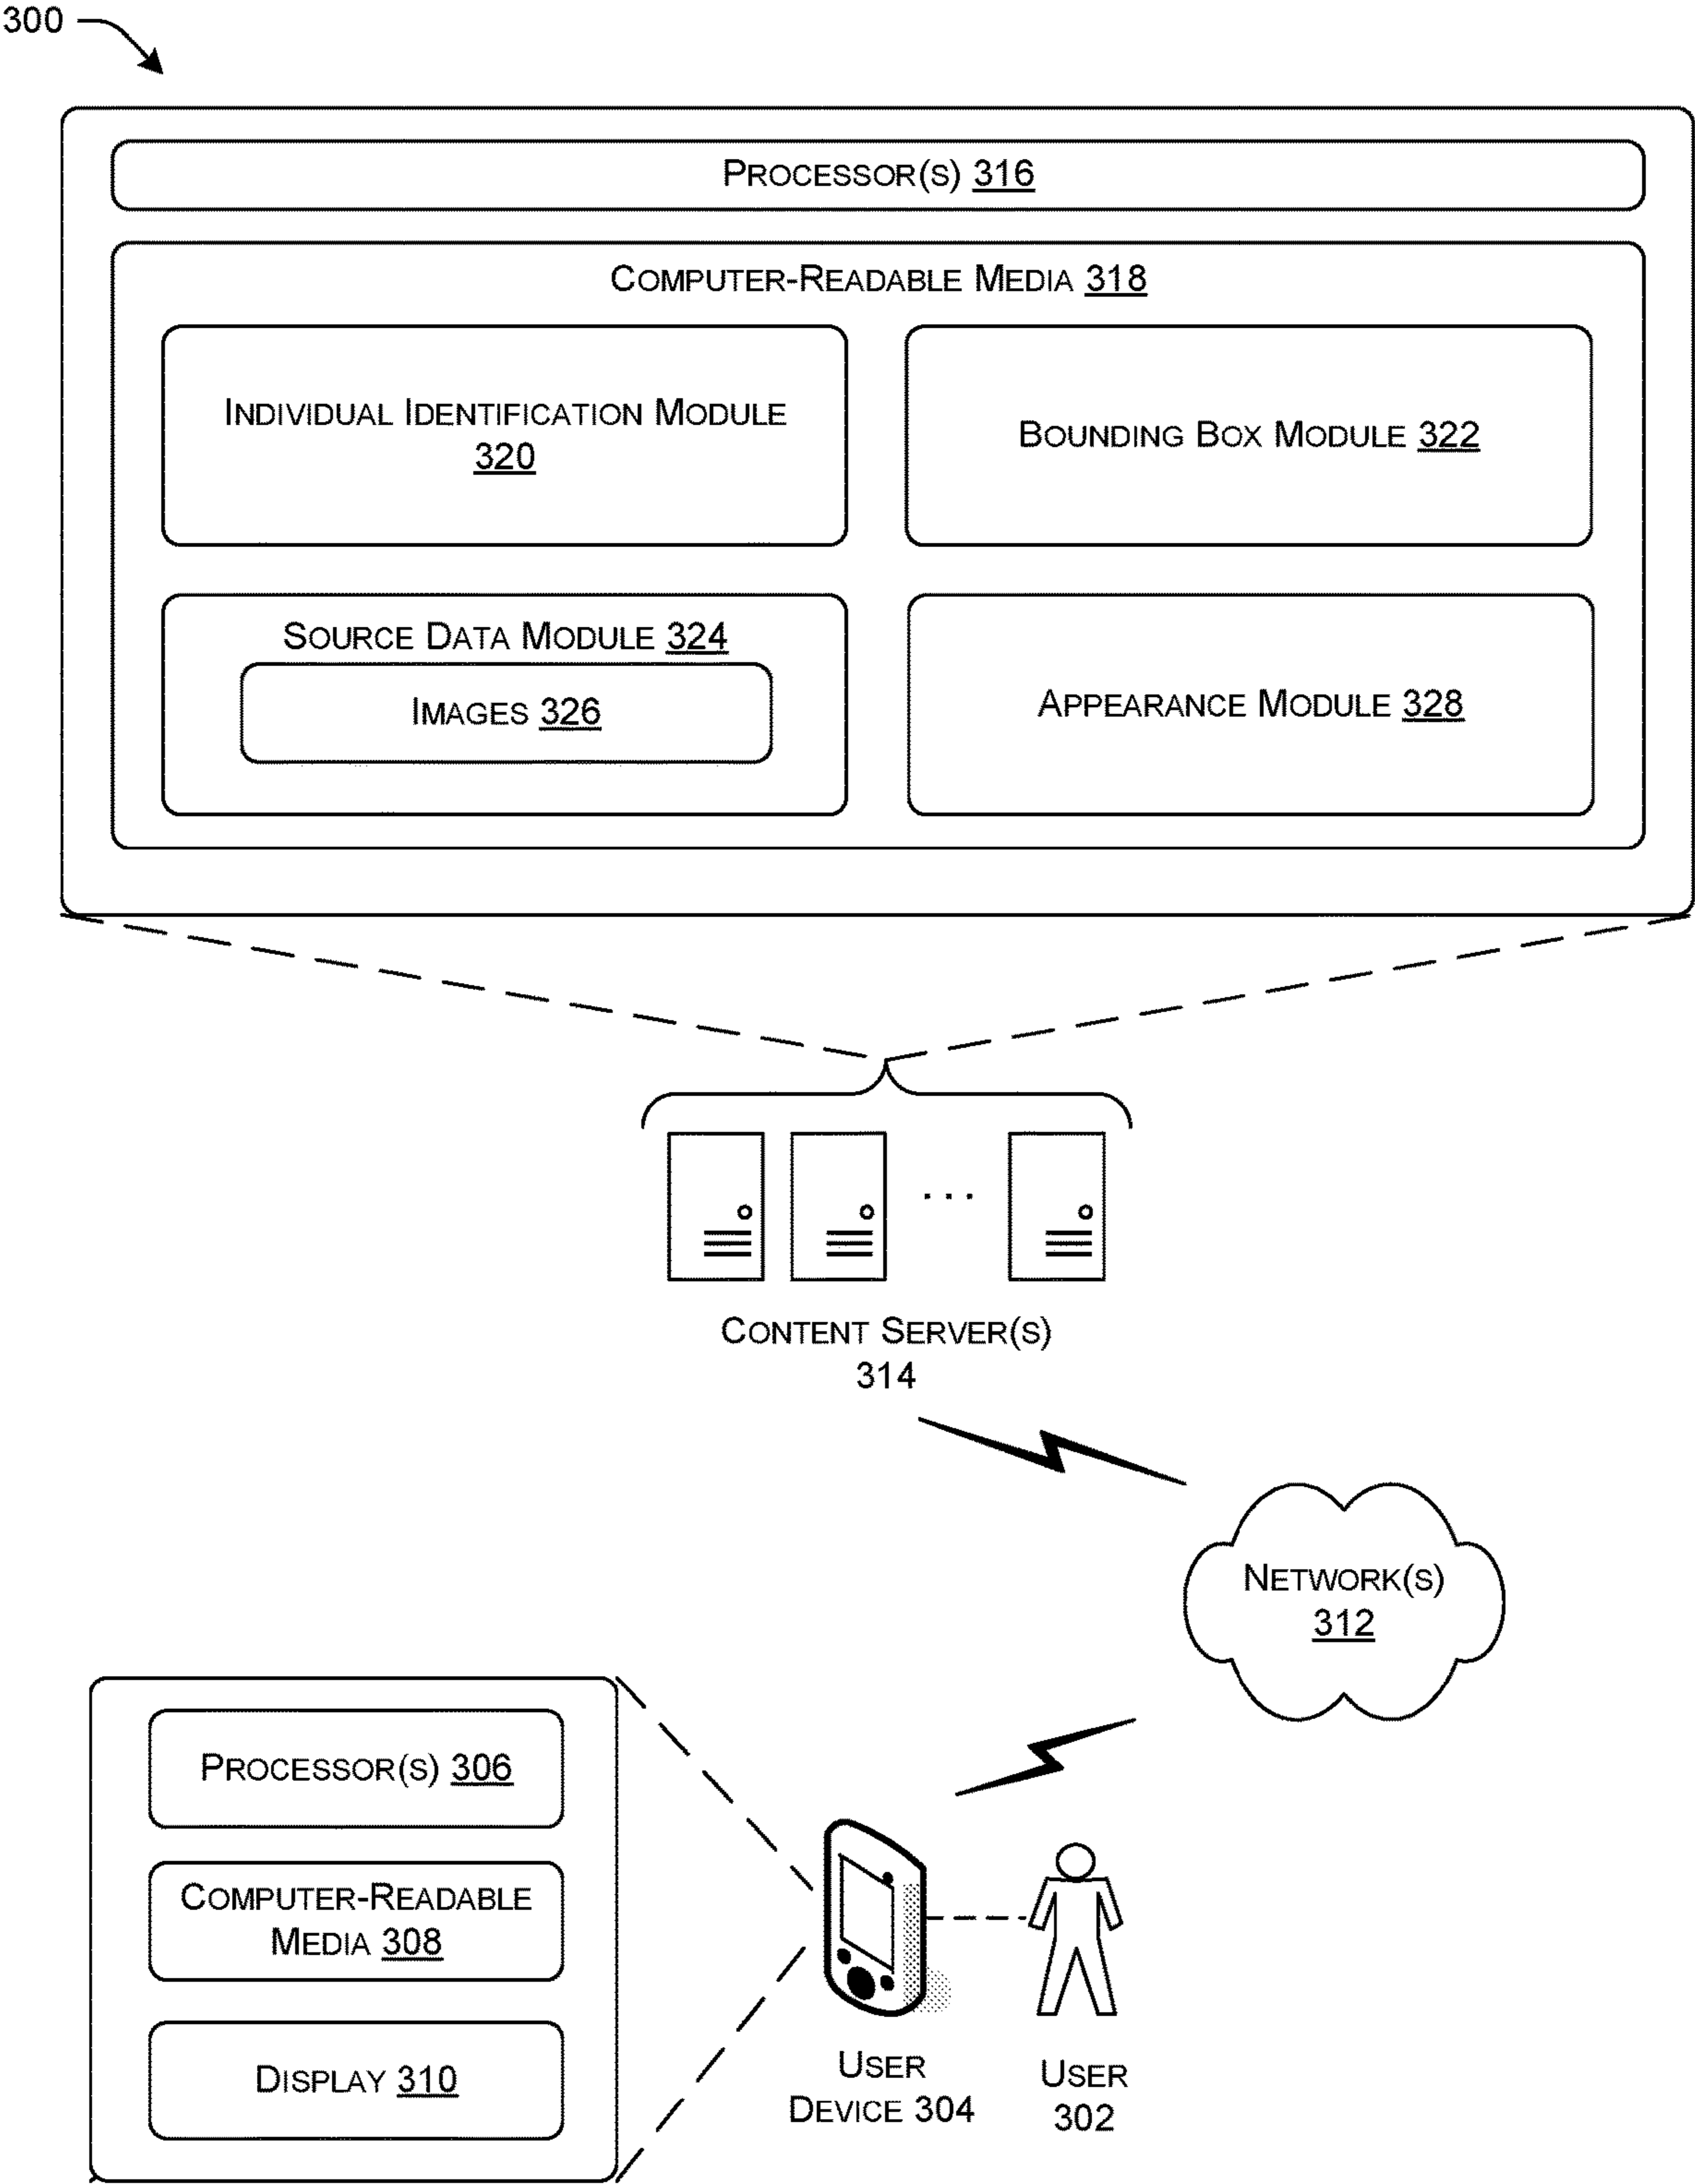 300
PROCESSOR(S) 316
COMPUTER-READABLE MEDIA 318
INDIVIDUAL IDENTIFICATION MODULE
320
BOUNDING BOX MODULE 322
SOURCE DATA MODULE 324
IMAGES 326
APPEARANCE MODULE 328
. . .
CONTENT SERVER(S)
314
NETWORK(S)
312
PROCESSOR(S) 306
COMPUTER-READABLE
MEDIA 308
DISPLAY 310
USER
DEVICE 304
USER
302